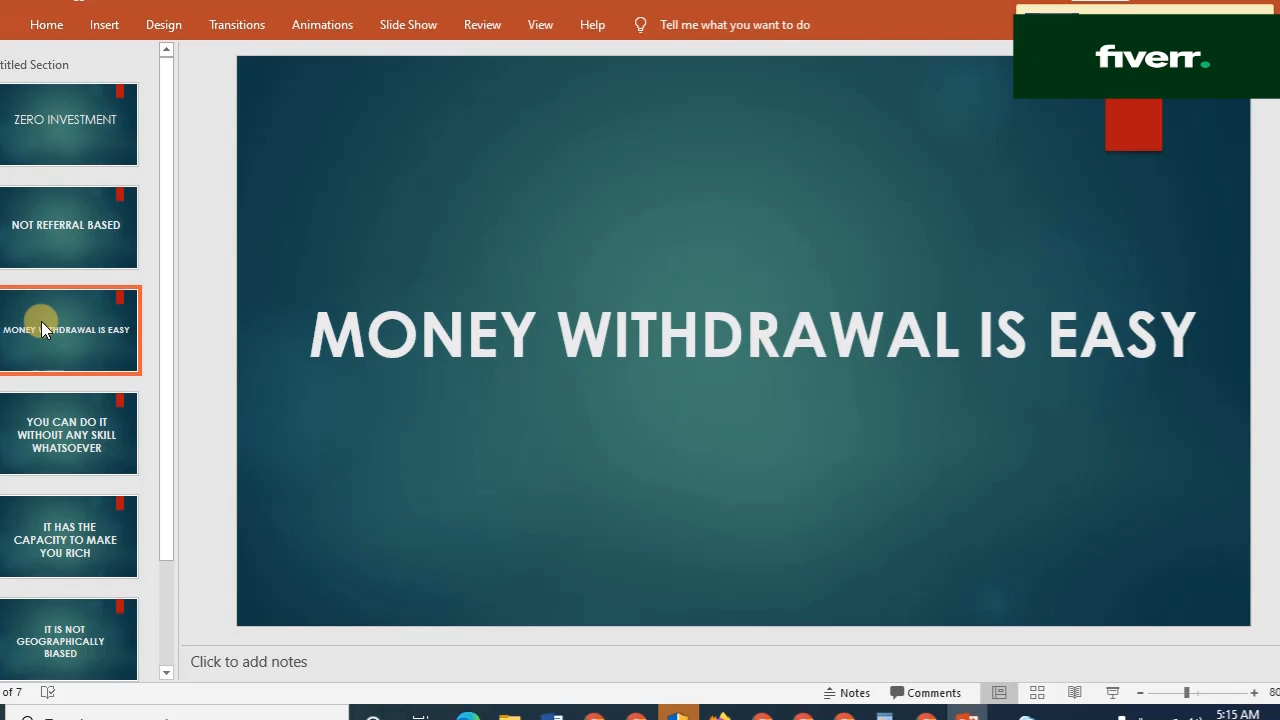 Home Insert Design Transitions Animations Slide Show Review View Help Tell me what you want to do
fiverr.
titled Section
ZERO INVESTMENT
NOT REFERRAL BASED
MONEY WITHDRAWAL IS EASY
YOU CAN DO IT
WITHOUT ANY SKILL
WHATSOEVER
IT HAS THE
CAPACITY TO MAKE
YOU RICH
IT IS NOT
GEOGRAPHICALLY
BIASED
MONEY WITHDRAWAL IS EASY
Click to add notes
of 7 Notes Comments 80
5:15 AM